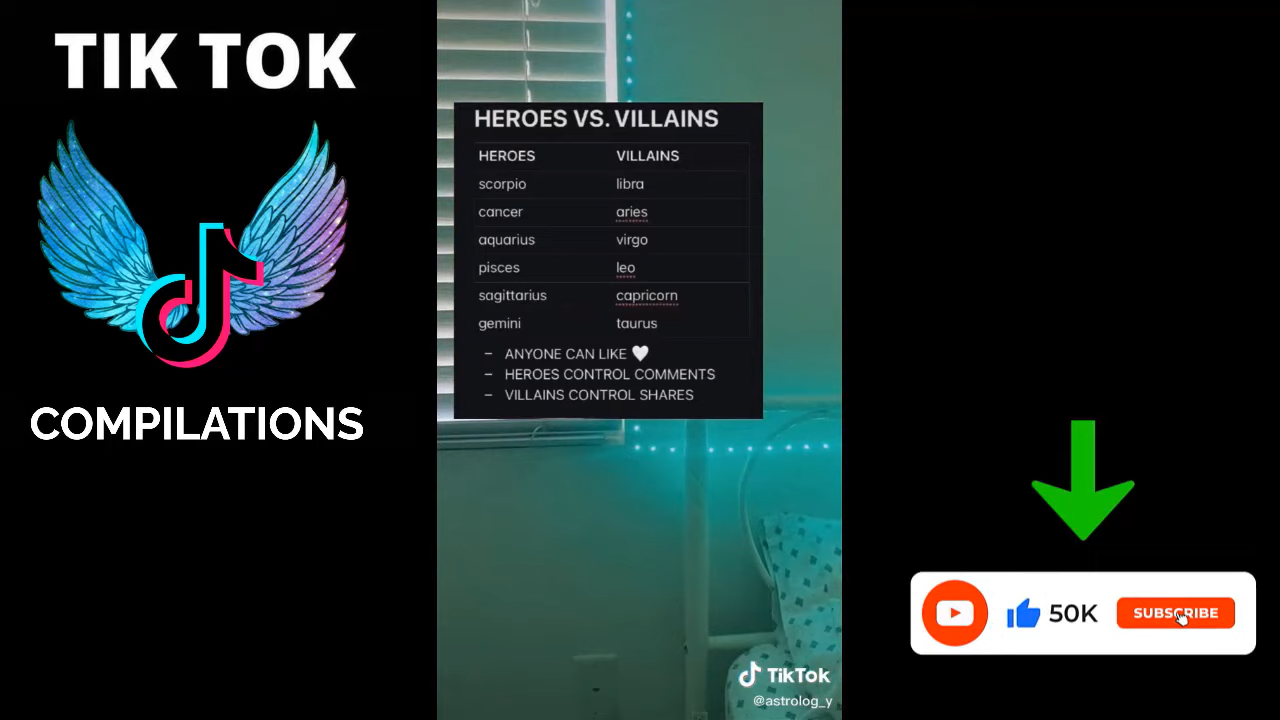 TIK TOK
COMPILATIONS
HEROES VS. VILLAINS
HEROES VILLAINS
scorpio libra
cancer aries
aquarius virgo
pisces leo
sagittarius capricorn
gemini taurus
– ANYONE CAN LIKE 🤍
– HEROES CONTROL COMMENTS
– VILLAINS CONTROL SHARES
50K SUBSCRIBE
TikTok
@astrolog_y